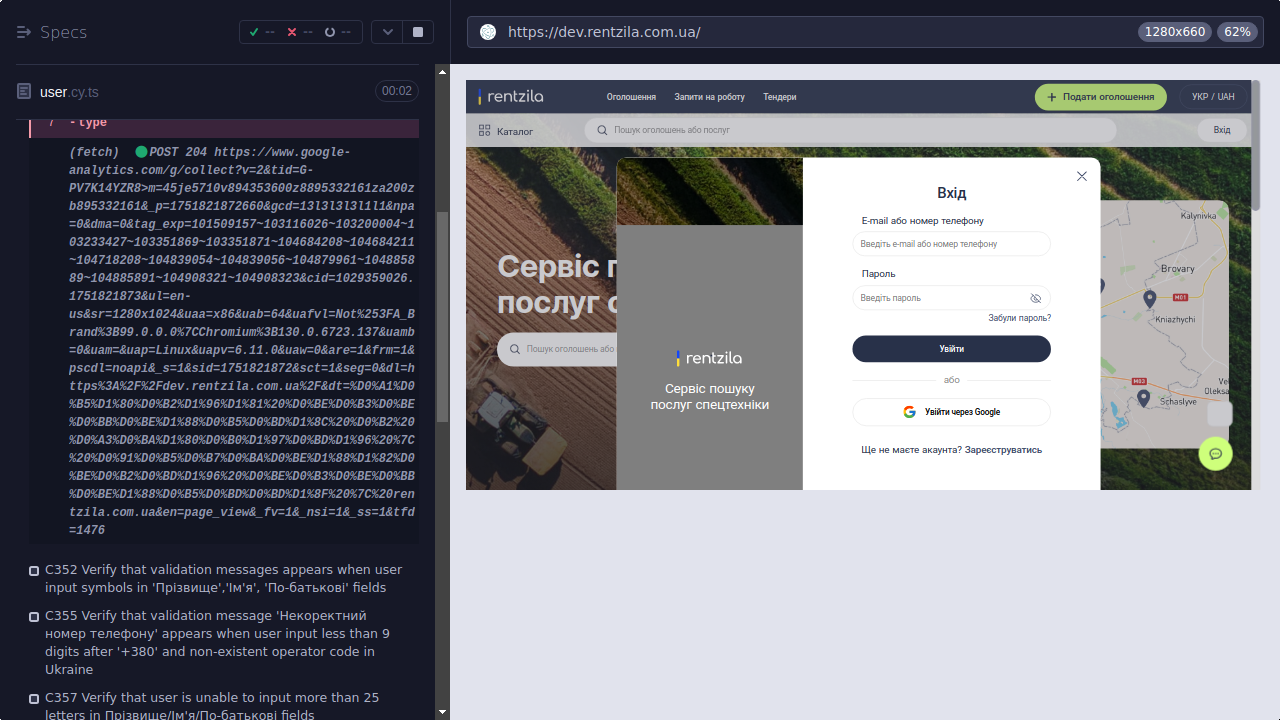 Specs
--
--
--
https://dev.rentzila.com.ua/
1280x660
62%
user.cy.ts
00:02
7 - type
(fetch) POST 204 https://www.google-
analytics.com/g/collect?v=2&tid=G-
PV7K14YZR8>m=45je5710v894353600z8895332161za200z
b895332161&_p=1751821872660&gcd=13l3l3l3l1l1&npa
=0&dma=0&tag_exp=101509157~103116026~103200004~1
03233427~103351869~103351871~104684208~104684211
~104718208~104839054~104839056~104879961~1048858
89~104885891~104908321~104908323&cid=1029359026.
1751821873&ul=en-
us&sr=1280x1024&uaa=x86&uab=64&uafvl=Not%253FA_B
rand%3B99.0.0.0%7CChromium%3B130.0.6723.137&uamb
=0&uam=&uap=Linux&uapv=6.11.0&uaw=0&are=1&frm=1&
pscdl=noapi&_s=1&sid=1751821872&sct=1&seg=0&dl=h
ttps%3A%2F%2Fdev.rentzila.com.ua%2F&dt=%D0%A1%D0
%B5%D1%80%D0%B2%D1%96%D1%81%20%D0%BE%D0%B3%D0%BE
%D0%BB%D0%BE%D1%88%D0%B5%D0%BD%D1%8C%20%D0%B2%20
%D0%A3%D0%BA%D1%80%D0%B0%D1%97%D0%BD%D1%96%20%7C
%20%D0%91%D0%B5%D0%B7%D0%BA%D0%BE%D1%88%D1%82%D0
%BE%D0%B2%D0%BD%D1%96%20%D0%BE%D0%B3%D0%BE%D0%BB
%D0%BE%D1%88%D0%B5%D0%BD%D0%BD%D1%8F%20%7C%20ren
tzila.com.ua&en=page_view&_fv=1&_nsi=1&_ss=1&tfd
=1476
C352 Verify that validation messages appears when user
input symbols in 'Прізвище','Ім'я', 'По-батькові' fields
C355 Verify that validation message 'Некоректний
номер телефону' appears when user input less than 9
digits after '+380' and non-existent operator code in
Ukraine
C357 Verify that user is unable to input more than 25
letters in Прізвище/Ім'я/По-батькові fields
rentzila
Оголошення
Запити на роботу
Тендери
+ Подати оголошення
УКР / UAH
Каталог
Пошук оголошень або послуг
Вхід
Сервіс п
послуг с
Пошук оголошень або
rentzila
Сервіс пошуку
послуг спецтехніки
Вхід
E-mail або номер телефону
Введіть e-mail або номер телефону
Пароль
Введіть пароль
Забули пароль?
Увійти
або
Увійти через Google
Ще не маєте акаунта? Зареєструватись
Kalynivka
Brovary
M01
Kniazhychi
M03
Vel
Oleksa
Schaslyve